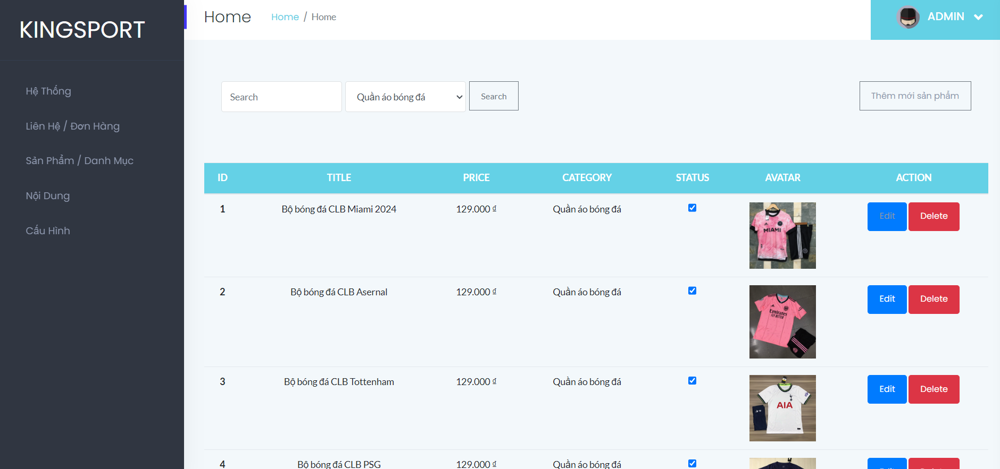 KINGSPORT
Home
Home / Home
ADMIN
Hệ Thống
Liên Hệ / Đơn Hàng
Sản Phẩm / Danh Mục
Nội Dung
Cấu Hình
Search
Quần áo bóng đá
Search
Thêm mới sản phẩm
ID TITLE PRICE CATEGORY STATUS AVATAR ACTION
1 Bộ bóng đá CLB Miami 2024 129.000 ₫ Quần áo bóng đá Edit Delete
MIAMI
2 Bộ bóng đá CLB Asernal 129.000 ₫ Quần áo bóng đá Edit Delete
Emirates
FLY BETTER
3 Bộ bóng đá CLB Tottenham 129.000 ₫ Quần áo bóng đá Edit Delete
AIA
4 Bộ bóng đá CLB PSG 129.000 ₫ Quần áo bóng đá Edit Delete